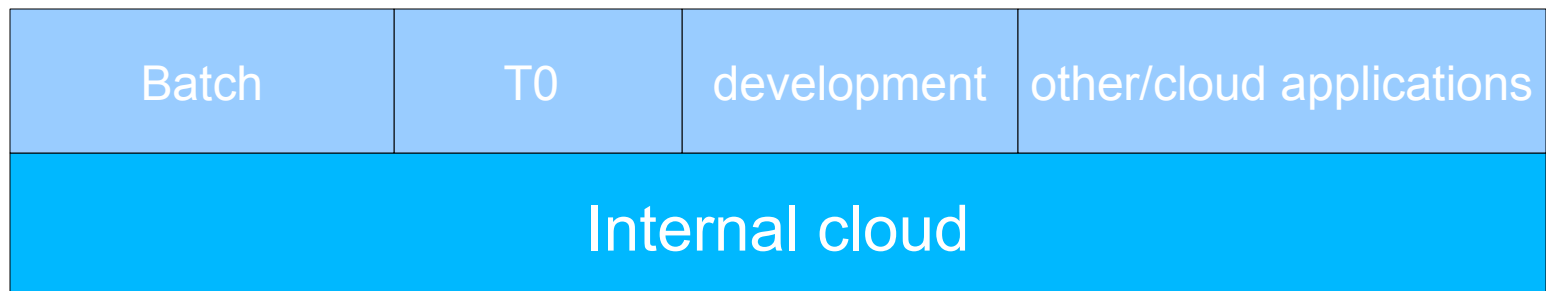 Batch T0 development other/cloud applications
Internal cloud